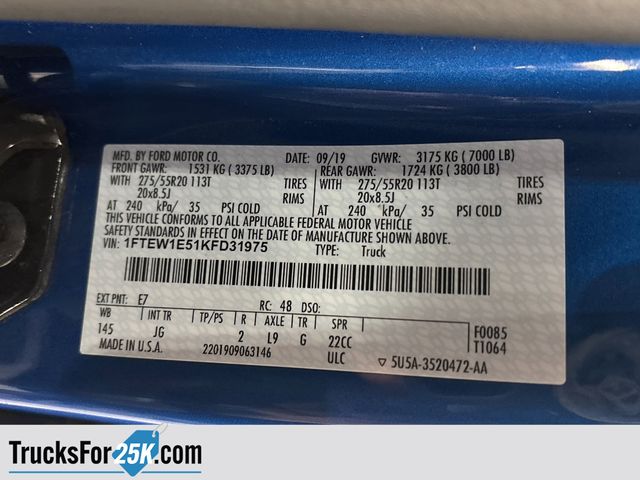 MFD. BY FORD MOTOR CO. DATE: 09/19 GVWR: 3175 KG ( 7000 LB)
FRONT GAWR: 1531 KG ( 3375 LB) REAR GAWR: 1724 KG ( 3800 LB)
WITH 275/55R20 113T TIRES WITH 275/55R20 113T TIRES
20x8.5J RIMS 20x8.5J RIMS
AT 240 kPa/ 35 PSI COLD AT 240 kPa/ 35 PSI COLD
THIS VEHICLE CONFORMS TO ALL APPLICABLE FEDERAL MOTOR VEHICLE
SAFETY STANDARDS IN EFFECT ON THE DATE OF MANUFACTURE SHOWN ABOVE.
VIN: 1FTEW1E51KFD31975 TYPE: Truck
EXT PNT: E7 RC: 48 DSO:
WB INT TR TP/PS R AXLE TR SPR F0085
145 JG 2 L9 G 22CC T1064
MADE IN U.S.A. 2201909063146 ULC ▽ 5U5A-3520472-AA
TrucksFor25K.com